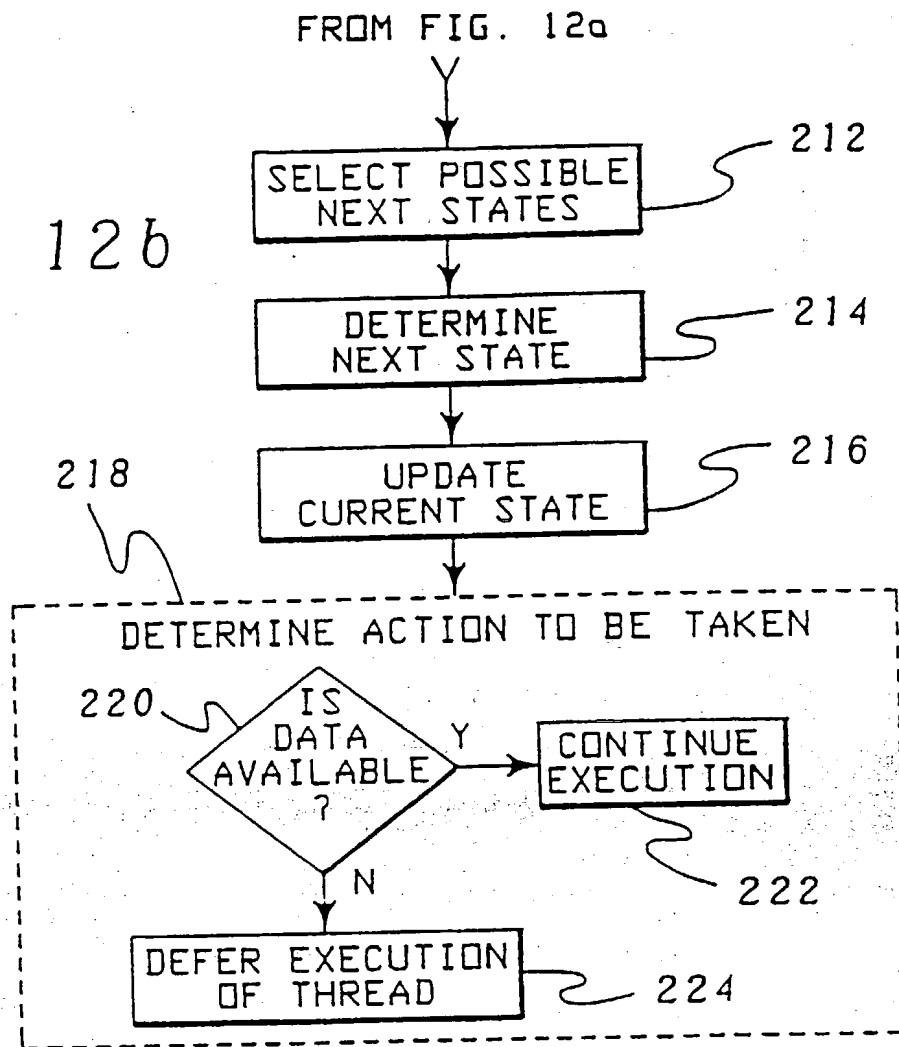 FROM FIG. 12a
SELECT POSSIBLE
NEXT STATES
212
12b
DETERMINE
NEXT STATE
214
UPDATE
CURRENT STATE
216
218
DETERMINE ACTION TO BE TAKEN
220
IS
DATA
AVAILABLE
?
Y
CONTINUE
EXECUTION
222
N
DEFER EXECUTION
OF THREAD
224